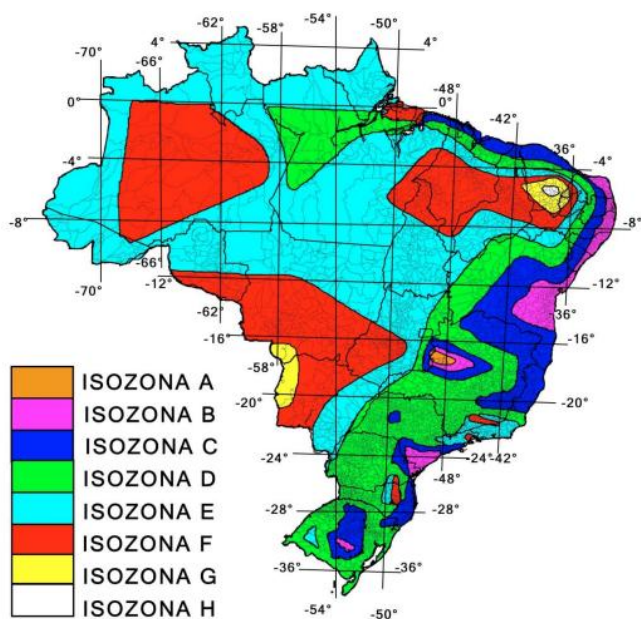 -62° -58° -54° -50°
-70° 4° 4°
-66° -48°
0° 0° -42°
-36° -4°
-4°
-8° -8°
-66°
-70° -12° -12°
-62° -36°
-16° -16°
ISOZONA A -58°
ISOZONA B -20° -20°
ISOZONA C
ISOZONA D -24° -24° -42°
-48°
ISOZONA E -28° -28°
ISOZONA F
ISOZONA G -36° -36°
ISOZONA H -54° -50°